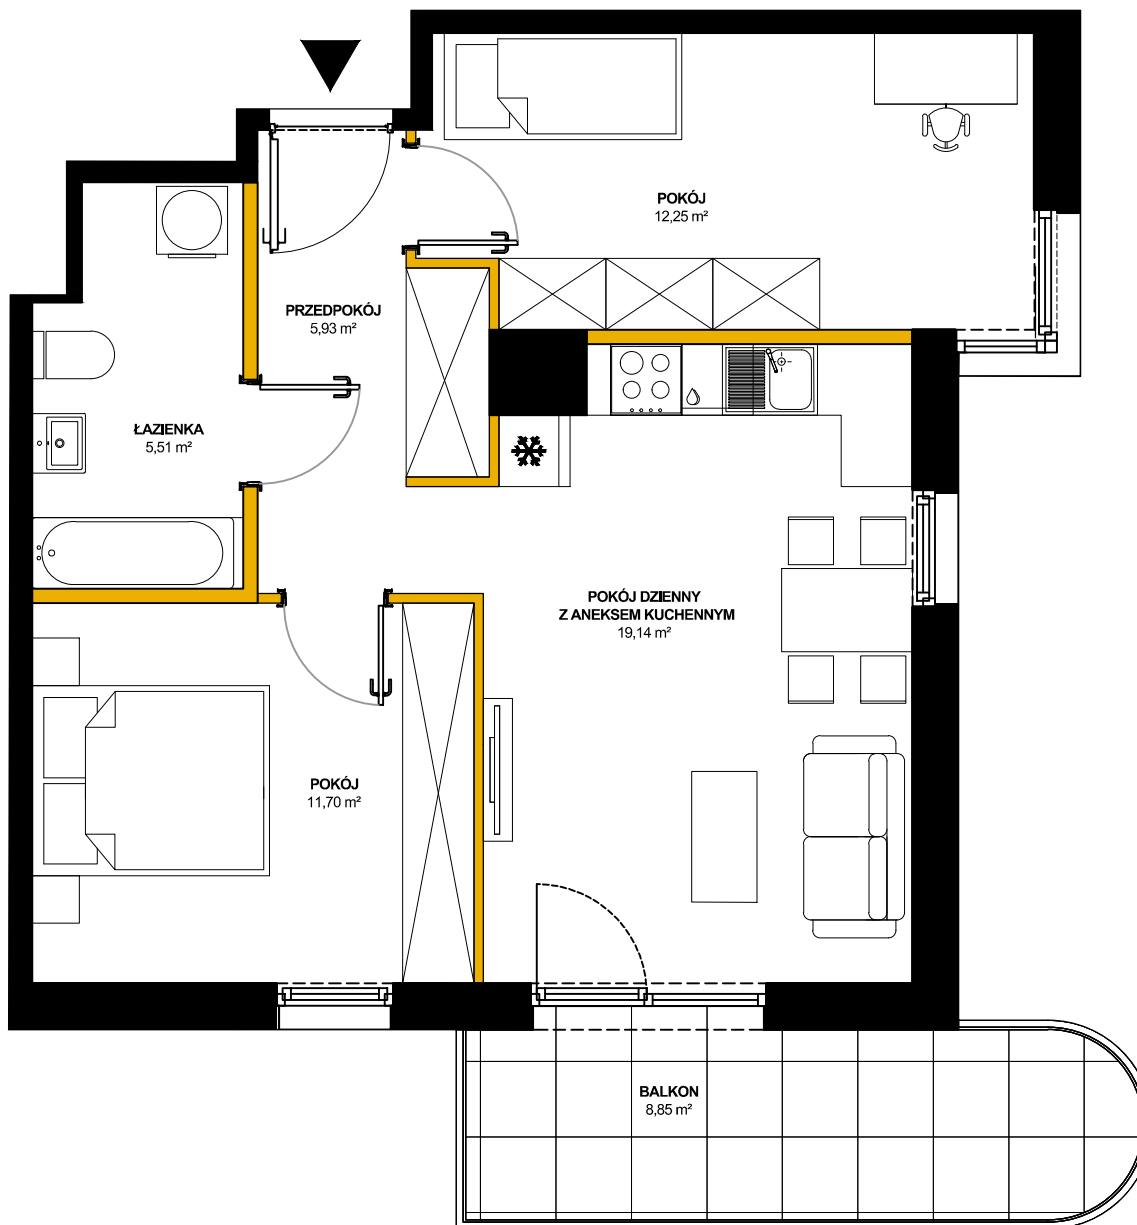 POKÓJ
12,25 m²
PRZEDPOKÓJ
5,93 m²
ŁAZIENKA
5,51 m²
POKÓJ DZIENNY
Z ANEKSEM KUCHENNYM
19,14 m²
POKÓJ
11,70 m²
BALKON
8,85 m²